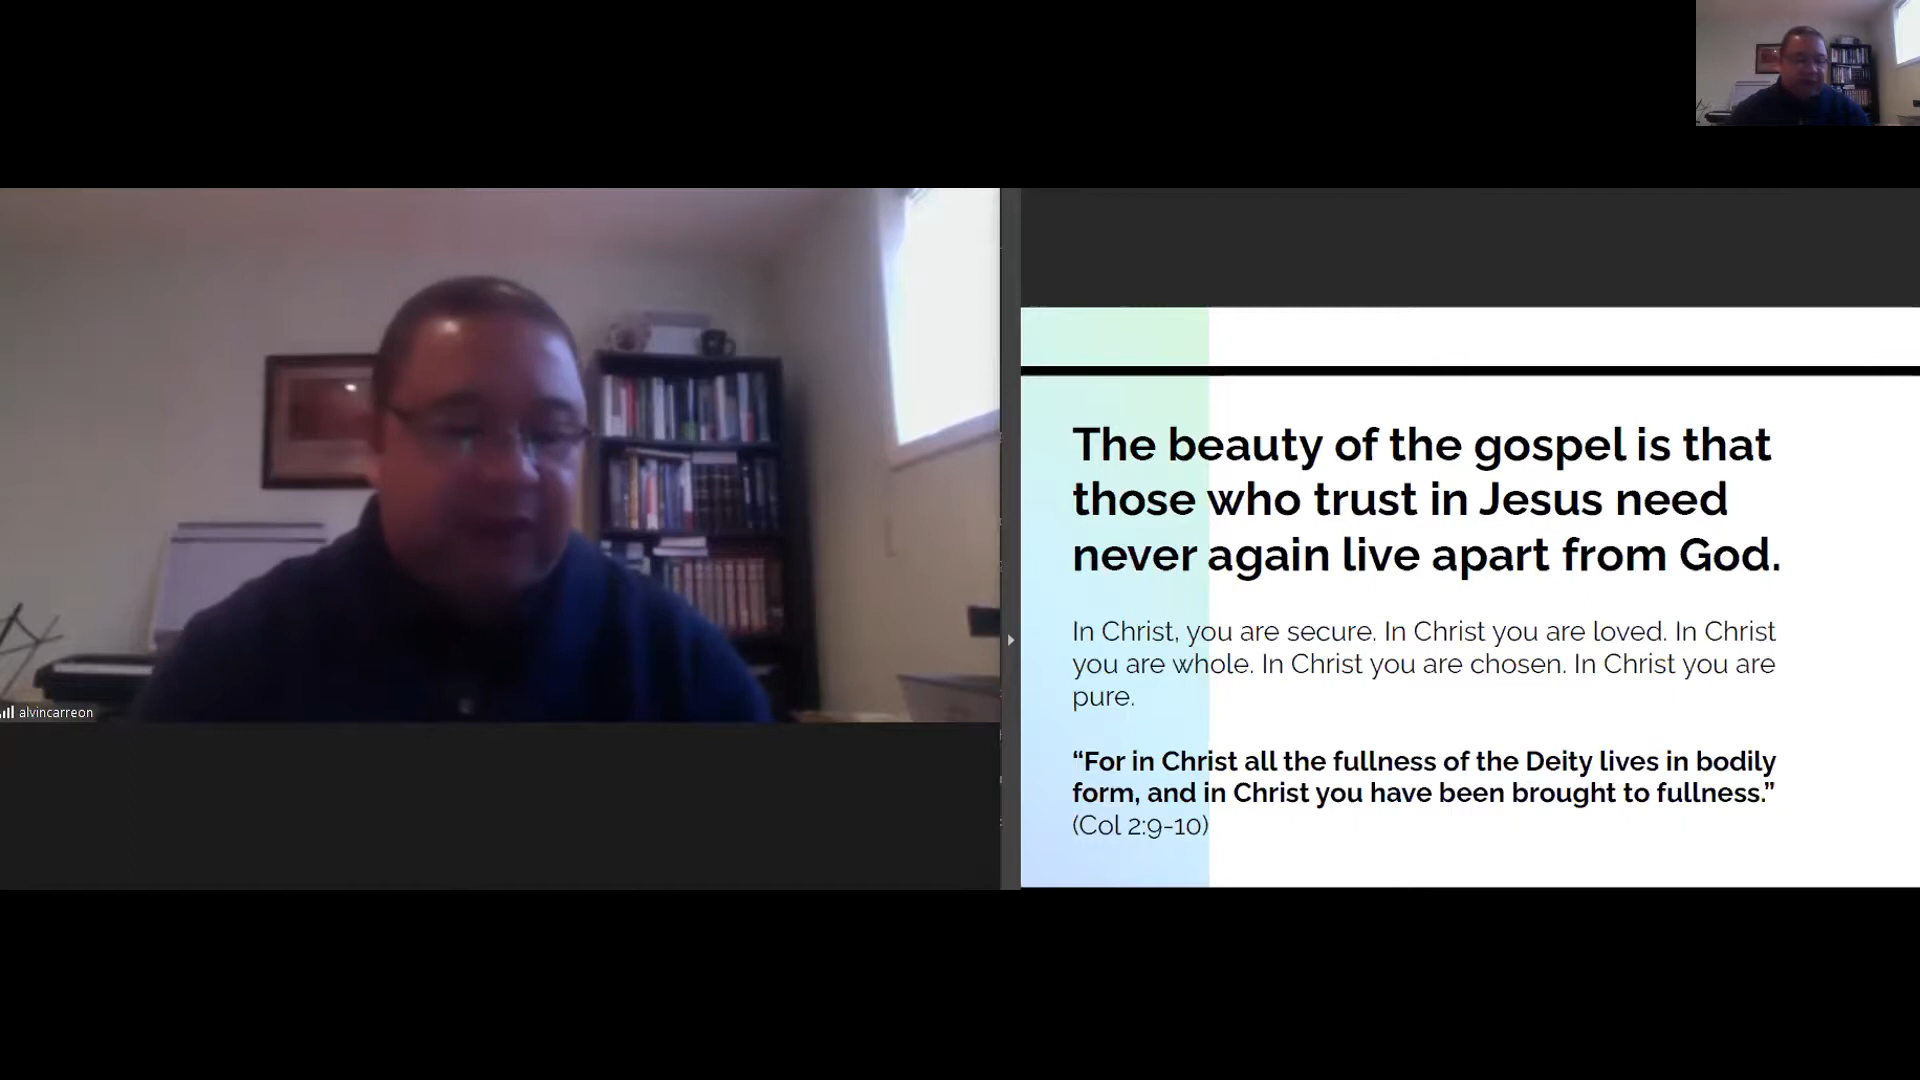 alvincarreon
The beauty of the gospel is that
those who trust in Jesus need
never again live apart from God.
In Christ, you are secure. In Christ you are loved. In Christ
you are whole. In Christ you are chosen. In Christ you are
pure.
“For in Christ all the fullness of the Deity lives in bodily
form, and in Christ you have been brought to fullness.”
(Col 2:9-10)